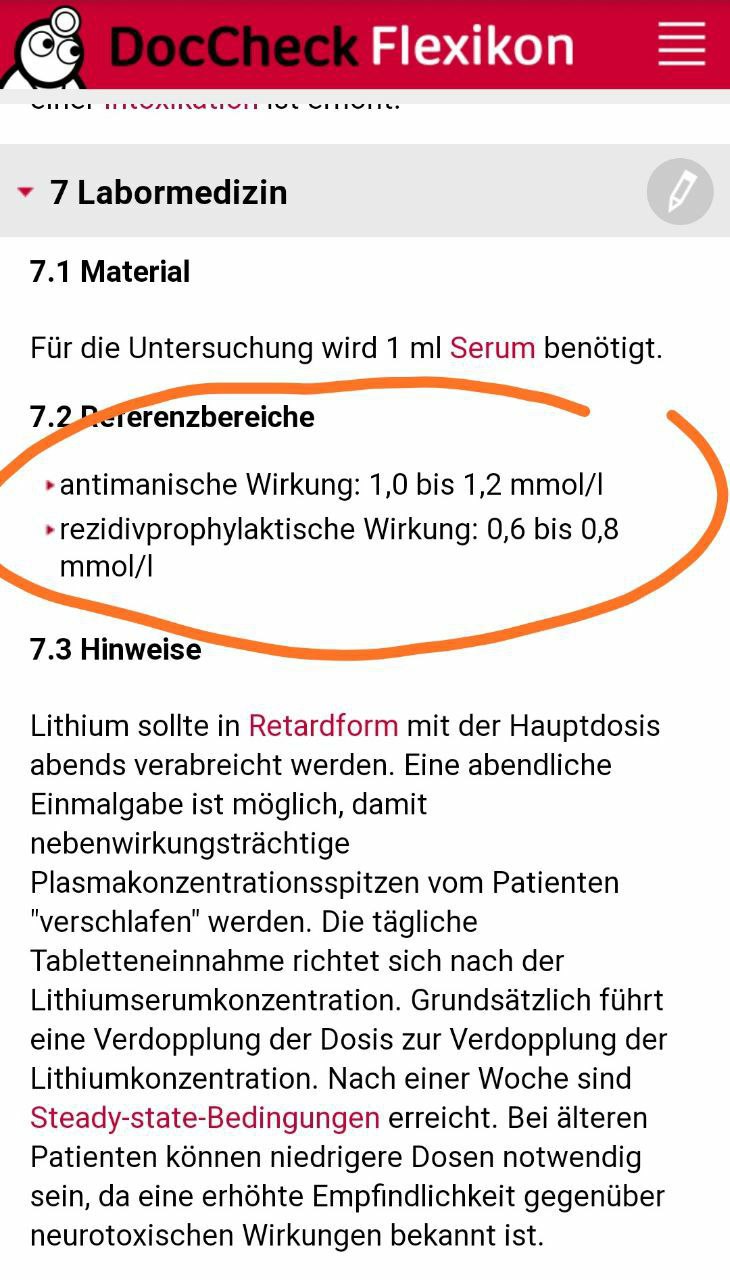 DocCheck Flexikon
einer Intoxikation ist erhöht.
7 Labormedizin
7.1 Material
Für die Untersuchung wird 1 ml Serum benötigt.
7.2 Referenzbereiche
antimanische Wirkung: 1,0 bis 1,2 mmol/l
rezidivprophylaktische Wirkung: 0,6 bis 0,8
mmol/l
7.3 Hinweise
Lithium sollte in Retardform mit der Hauptdosis
abends verabreicht werden. Eine abendliche
Einmalgabe ist möglich, damit
nebenwirkungsträchtige
Plasmakonzentrationsspitzen vom Patienten
"verschlafen" werden. Die tägliche
Tabletteneinnahme richtet sich nach der
Lithiumserumkonzentration. Grundsätzlich führt
eine Verdopplung der Dosis zur Verdopplung der
Lithiumkonzentration. Nach einer Woche sind
Steady-state-Bedingungen erreicht. Bei älteren
Patienten können niedrigere Dosen notwendig
sein, da eine erhöhte Empfindlichkeit gegenüber
neurotoxischen Wirkungen bekannt ist.